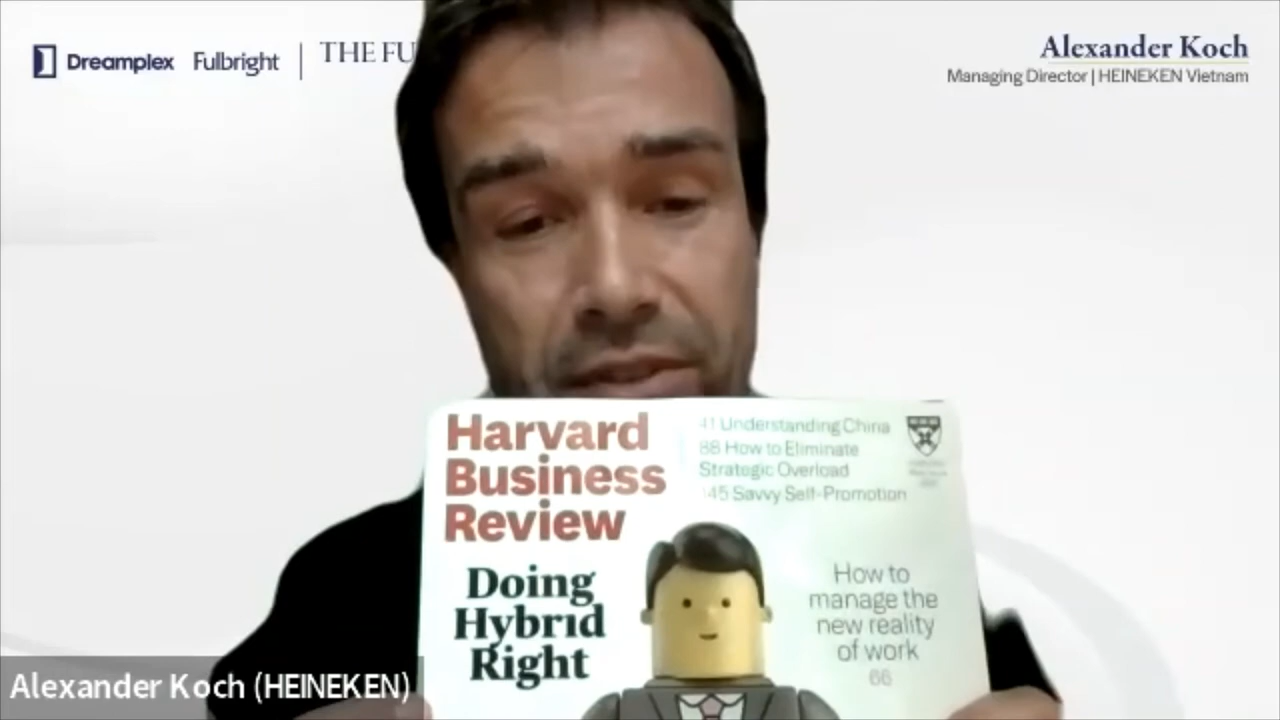 Dreamplex Fulbright | THE FU
Alexander Koch
Managing Director | HEINEKEN Vietnam
Harvard
Business
Review
41 Understanding China
88 How to Eliminate
Strategic Overload
145 Savvy Self-Promotion
Doing
Hybrid
Right
How to
manage the
new reality
of work
66
Alexander Koch (HEINEKEN)